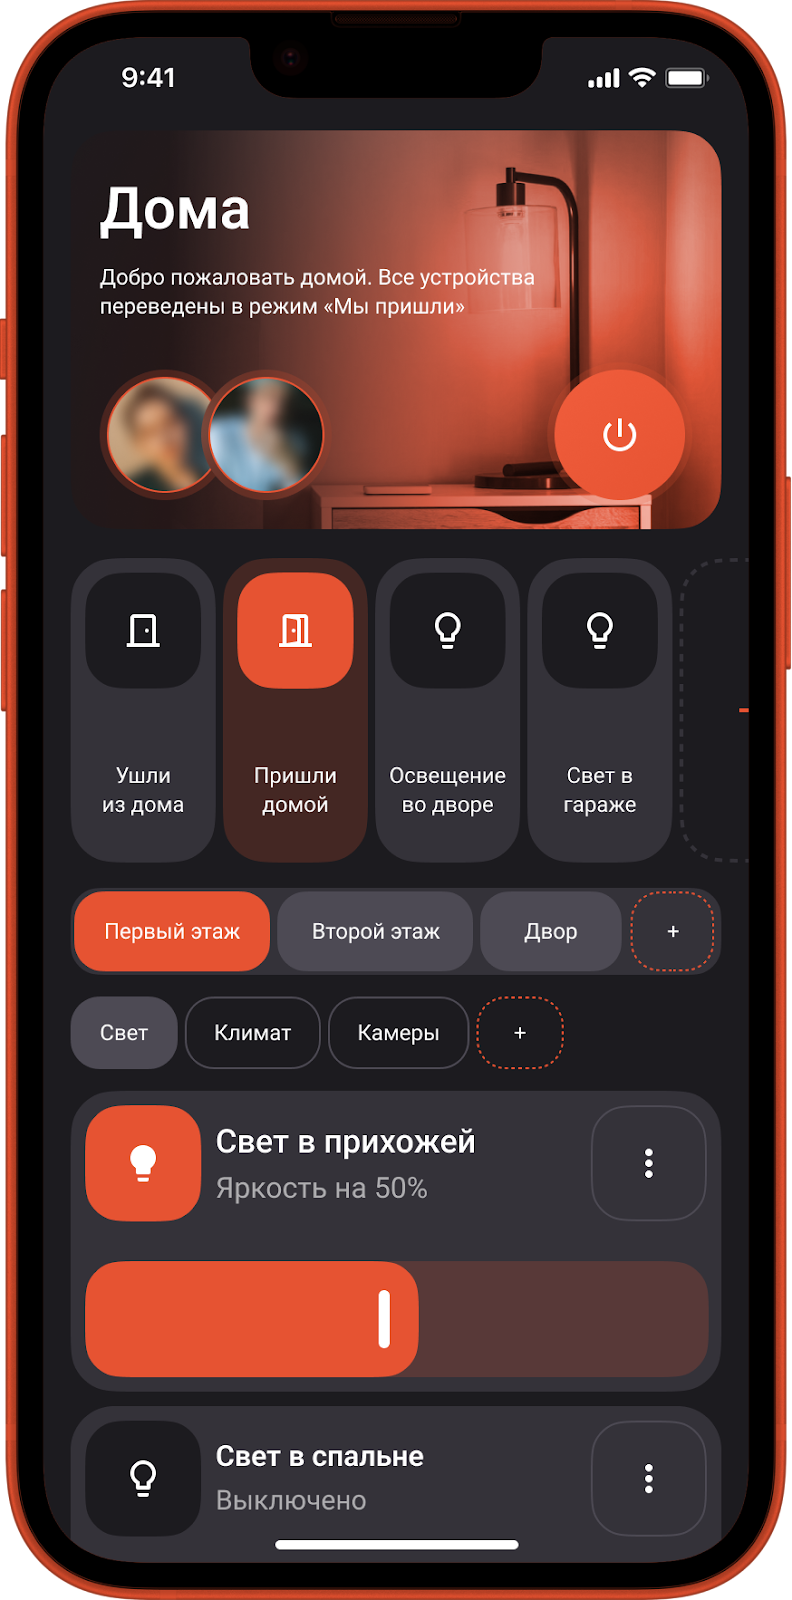 9:41
Дома
Добро пожаловать домой. Все устройства
переведены в режим «Мы пришли»
Ушли
из дома
Пришли
домой
Освещение
во дворе
Свет в
гараже
Первый этаж
Второй этаж
Двор
+
Свет
Климат
Камеры
+
Свет в прихожей
Яркость на 50%
Свет в спальне
Выключено